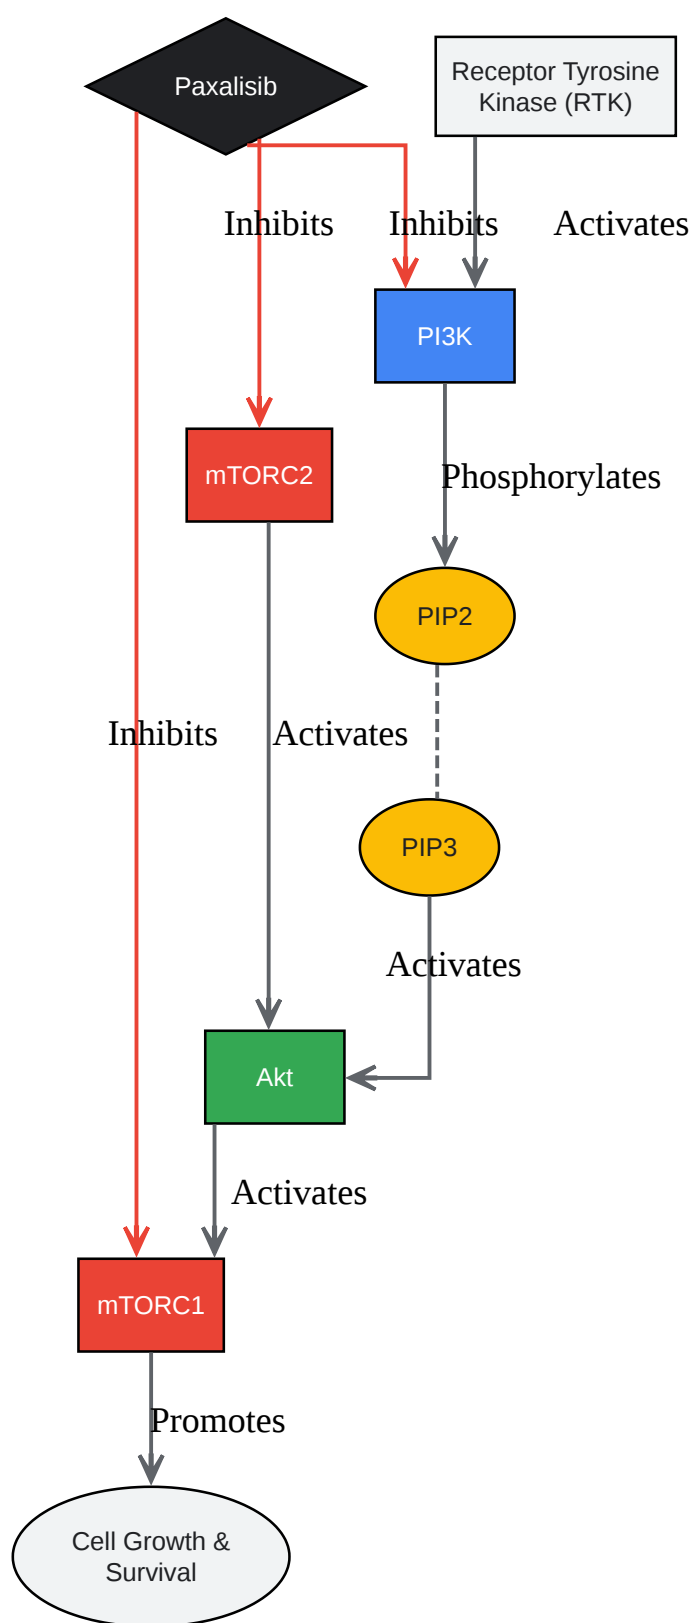 Paxalisib
Receptor Tyrosine
Kinase (RTK)
Inhibits
Inhibits
Activates
PI3K
mTORC2
Phosphorylates
PIP2
Inhibits
Activates
PIP3
Activates
Akt
Activates
mTORC1
Promotes
Cell Growth &
Survival